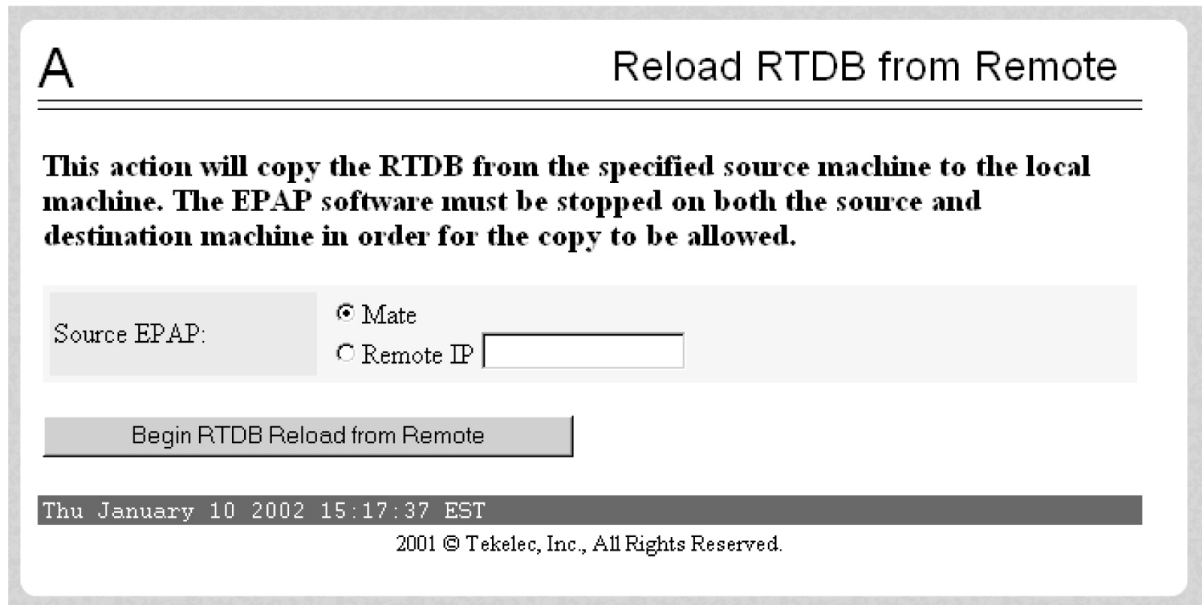 A
Reload RTDB from Remote
This action will copy the RTDB from the specified source machine to the local
machine. The EPAP software must be stopped on both the source and
destination machine in order for the copy to be allowed.
Source EPAP:
Mate
Remote IP
Begin RTDB Reload from Remote
Thu January 10 2002 15:17:37 EST
2001 © Tekelec, Inc., All Rights Reserved.